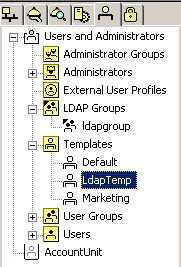 Users and Administrators
Administrator Groups
Administrators
External User Profiles
LDAP Groups
ldapgroup
Templates
Default
LdapTemp
Marketing
User Groups
Users
AccountUnit